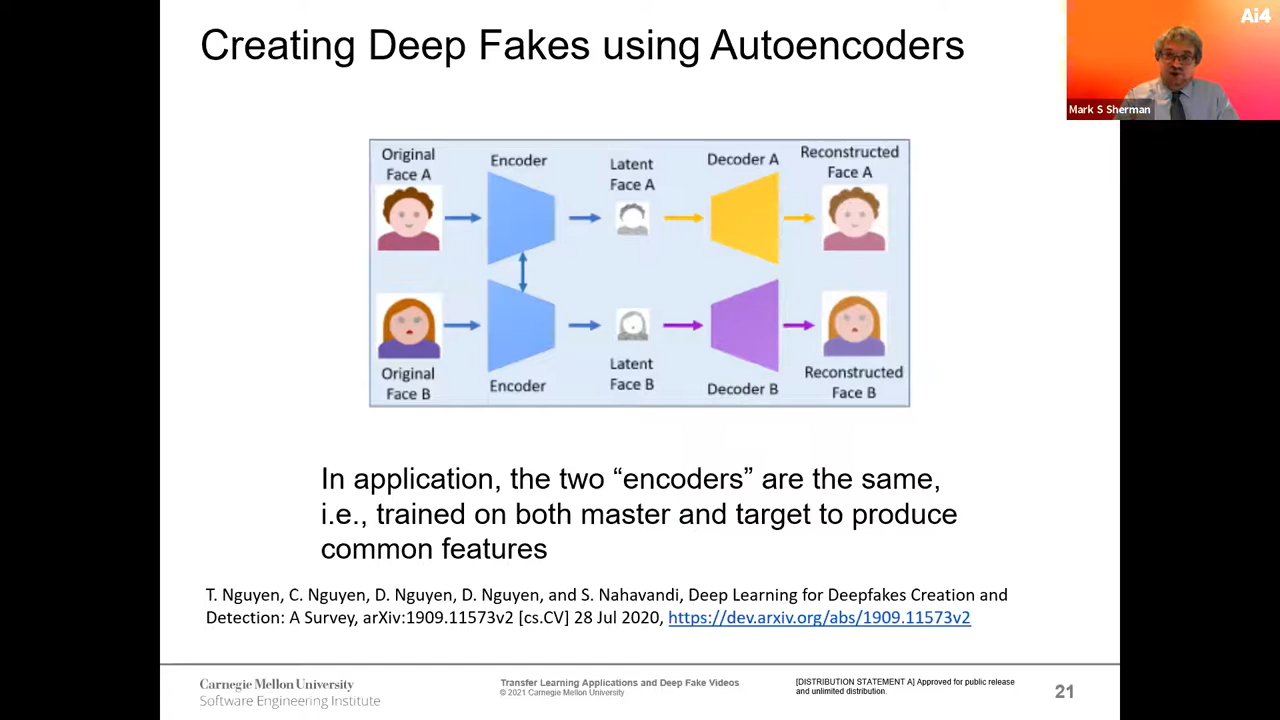 Creating Deep Fakes using Autoencoders
Ai4
Mark S Sherman
Original
Face A
Encoder
Latent
Face A
Decoder A
Reconstructed
Face A
Original
Face B
Encoder
Latent
Face B
Decoder B
Reconstructed
Face B
In application, the two “encoders” are the same,
i.e., trained on both master and target to produce
common features
T. Nguyen, C. Nguyen, D. Nguyen, D. Nguyen, and S. Nahavandi, Deep Learning for Deepfakes Creation and
Detection: A Survey, arXiv:1909.11573v2 [cs.CV] 28 Jul 2020, https://dev.arxiv.org/abs/1909.11573v2
Carnegie Mellon University
Software Engineering Institute
Transfer Learning Applications and Deep Fake Videos
© 2021 Carnegie Mellon University
[DISTRIBUTION STATEMENT A] Approved for public release
and unlimited distribution.
21